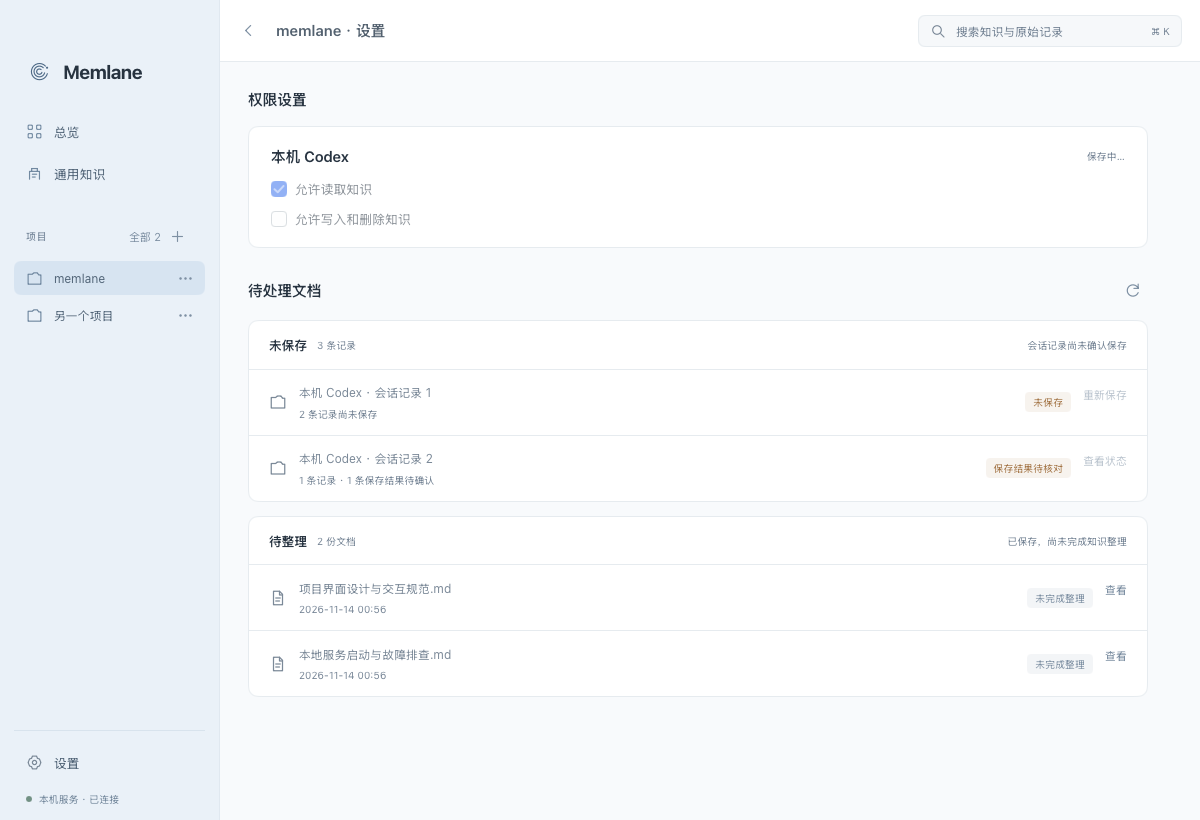 Memlane
总览
通用知识
项目
全部 2
memlane
另一个项目
设置
本机服务 · 已连接
memlane · 设置
搜索知识与原始记录
⌘ K
权限设置
本机 Codex
保存中...
允许读取知识
允许写入和删除知识
待处理文档
未保存 3 条记录
会话记录尚未确认保存
本机 Codex · 会话记录 1
2 条记录尚未保存
未保存
重新保存
本机 Codex · 会话记录 2
1 条记录 · 1 条保存结果待确认
保存结果待核对
查看状态
待整理 2 份文档
已保存，尚未完成知识整理
项目界面设计与交互规范.md
2026-11-14 00:56
未完成整理
查看
本地服务启动与故障排查.md
2026-11-14 00:56
未完成整理
查看